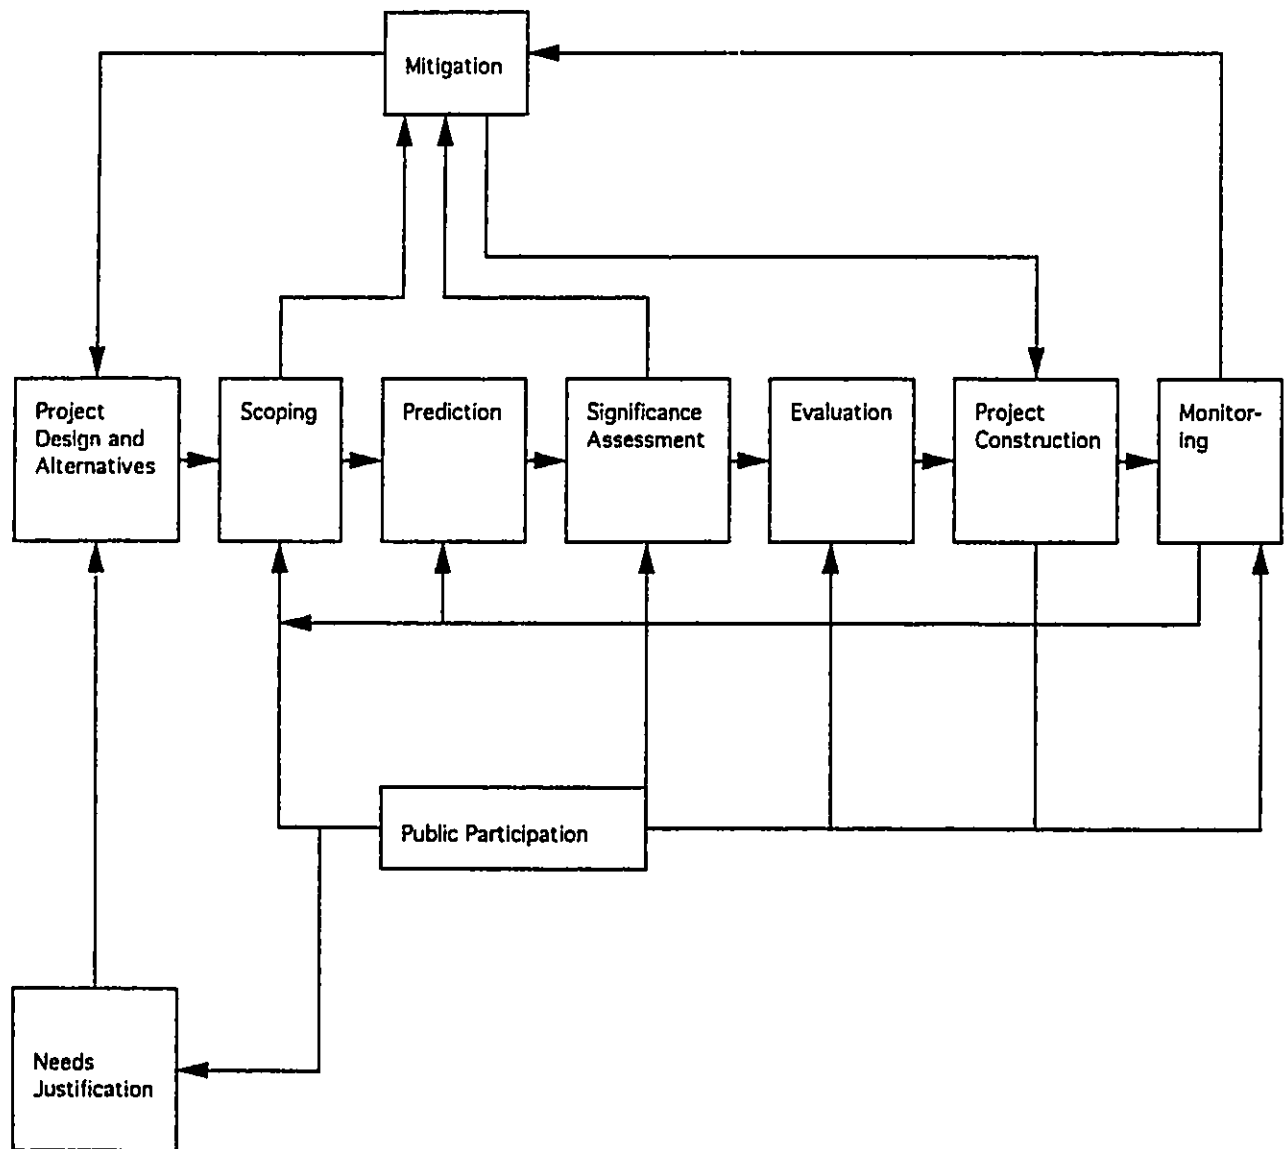 Mitigation
Project
Design and
Alternatives
Scoping
Prediction
Significance
Assessment
Evaluation
Project
Construction
Monitor-
ing
Public Participation
Needs
Justification